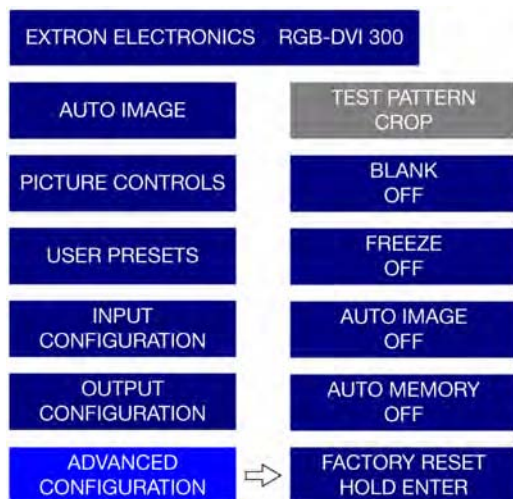 EXTRON ELECTRONICS RGB-DVI 300
AUTO IMAGE
TEST PATTERN
CROP
PICTURE CONTROLS
BLANK
OFF
USER PRESETS
FREEZE
OFF
INPUT
CONFIGURATION
AUTO IMAGE
OFF
OUTPUT
CONFIGURATION
AUTO MEMORY
OFF
ADVANCED
CONFIGURATION
FACTORY RESET
HOLD ENTER